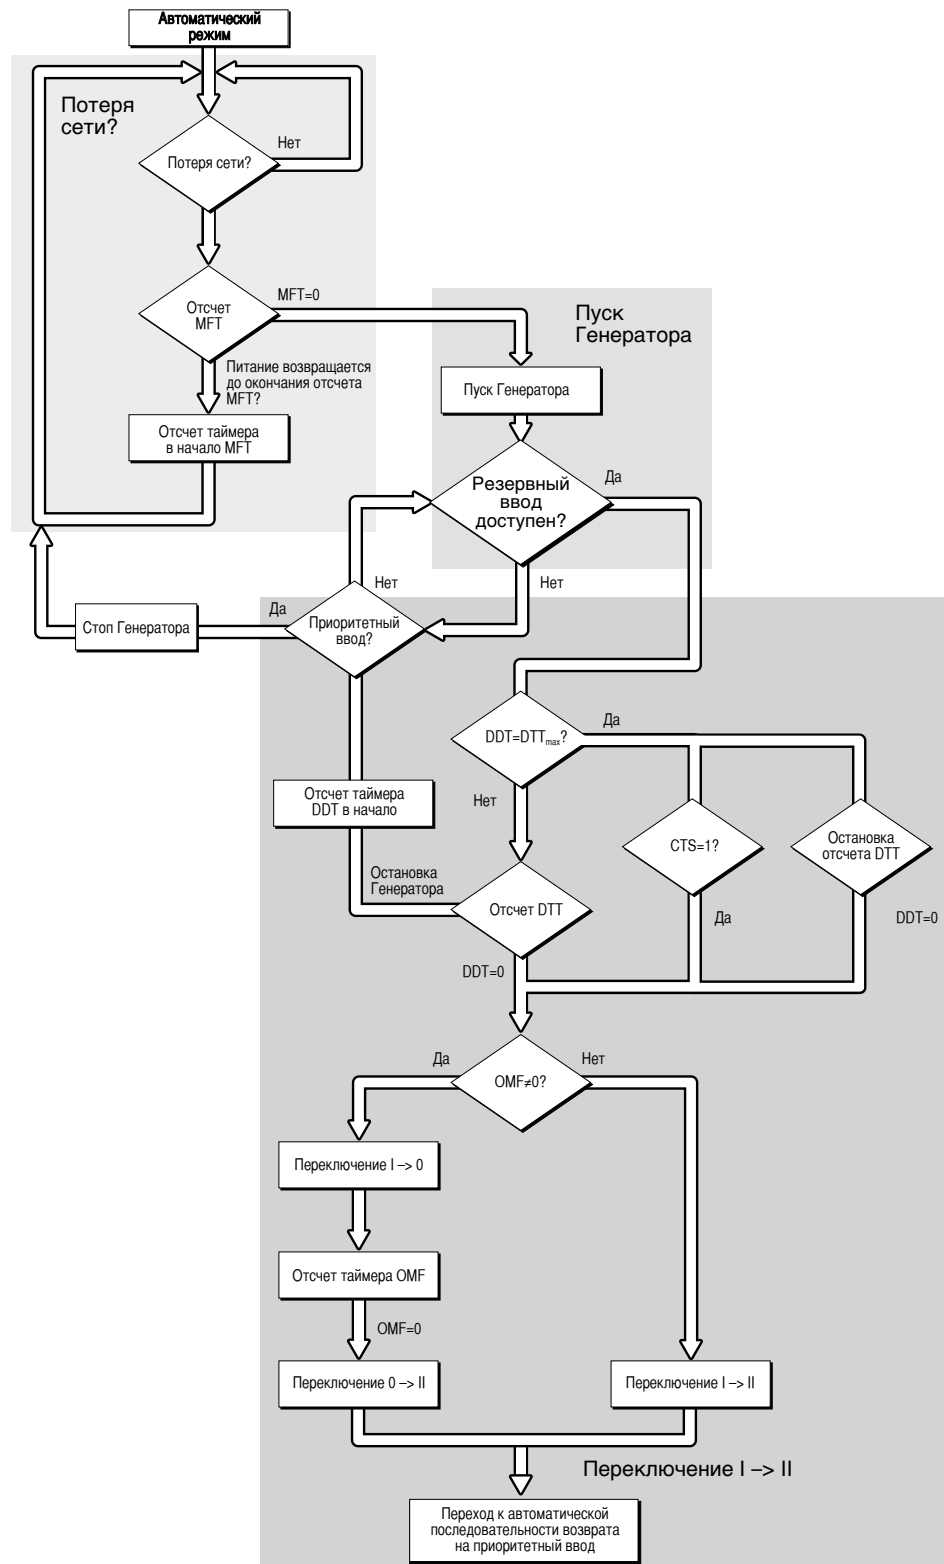 Автоматический
режим
Потеря
сети?
Нет
Потеря сети?
MFT=0
Отсчет
MFT
Пуск
Генератора
Питание возвращается
до окончания отсчета
MFT?
Пуск Генератора
Отсчет таймера
в начало MFT
Да
Резервный
ввод
доступен?
Нет
Нет
Да
Приоритетный
ввод?
Стоп Генератора
Да
DDT=DTTmax?
Отсчет таймера
DDT в начало
Нет
CTS=1?
Остановка
отсчета DTT
Остановка
Генератора
Отсчет DTT
Да
DDT=0
DDT=0
Да
Нет
OMF≠0?
Переключение I –> 0
Отсчет таймера OMF
OMF=0
Переключение 0 –> II
Переключение I –> II
Переключение I –> II
Переход к автоматической
последовательности возврата
на приоритетный ввод